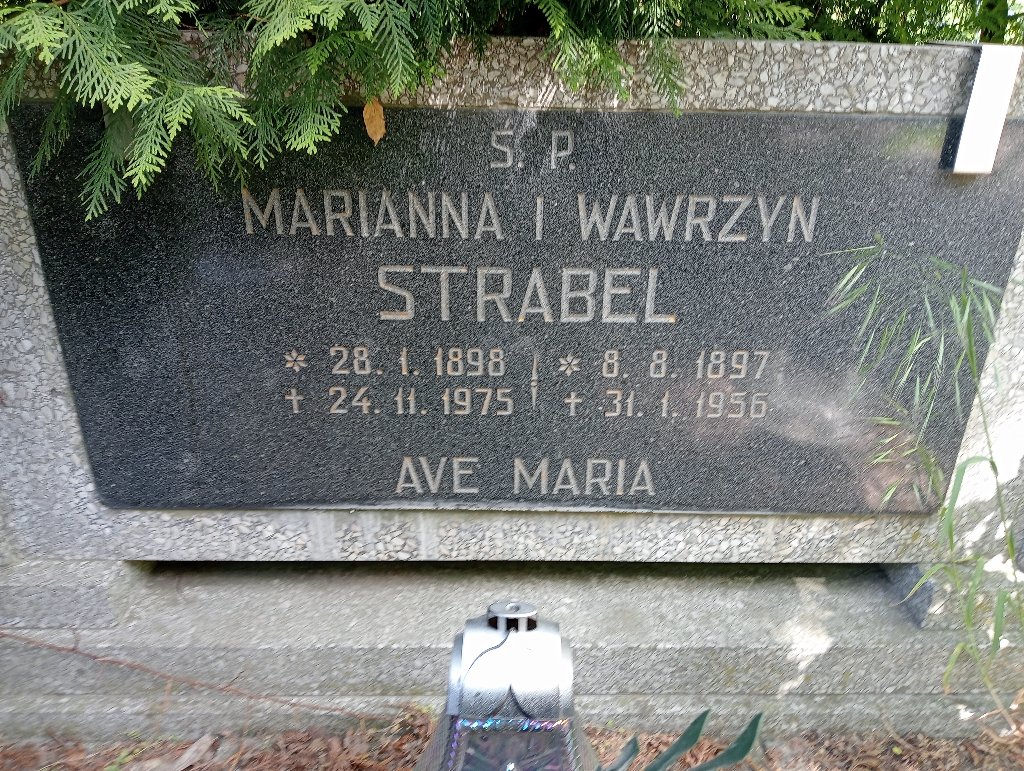 Ś. P.
MARIANNA I WAWRZYN
STRABEL
* 28. 1. 1898 * 8. 8. 1897
+ 24. 11. 1975 + 31. 1. 1956
AVE MARIA